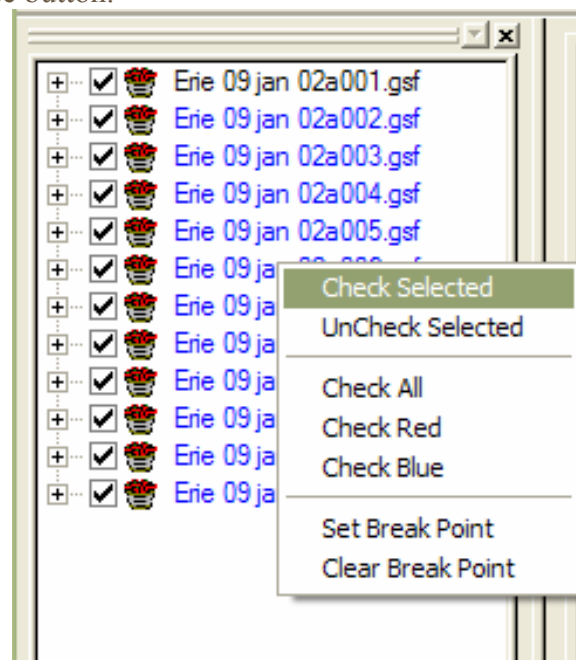 button.
Erie 09 jan 02a001.gsf
Erie 09 jan 02a002.gsf
Erie 09 jan 02a003.gsf
Erie 09 jan 02a004.gsf
Erie 09 jan 02a005.gsf
Erie 09
Erie 09 ja
Erie 09 ja
Erie 09 ja
Erie 09 ja
Erie 09 ja
Erie 09 ja
Check Selected
UnCheck Selected
Check All
Check Red
Check Blue
Set Break Point
Clear Break Point